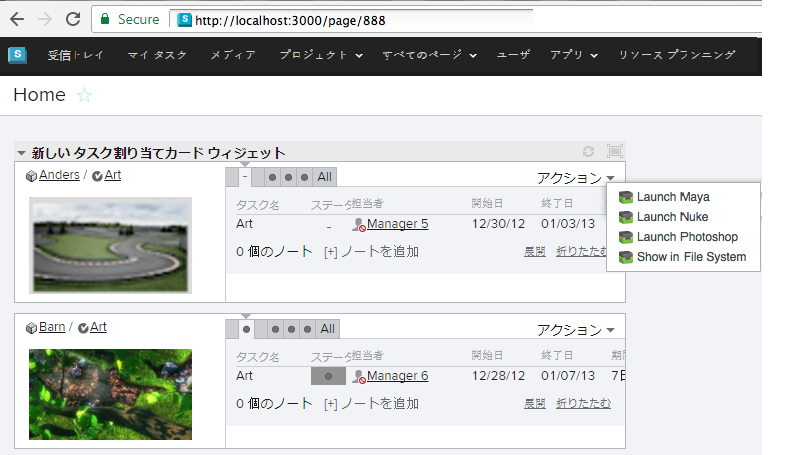 Secure http://localhost:3000/page/888
S 受信トレイ マイ タスク メディア プロジェクト すべてのページ ユーザ アプリ リソース プランニング
Home
新しい タスク割り当てカード ウィジェット
Anders / Art
- All
アクション
Launch Maya
Launch Nuke
Launch Photoshop
Show in File System
タスク名 ステータ 担当者 開始日 終了日
Art - Manager 5 12/30/12 01/03/13
0 個のノート [+] ノートを追加 展開 折りたたむ
Barn / Art
All
アクション
タスク名 ステータ 担当者 開始日 終了日 期
Art Manager 6 12/28/12 01/07/13 7日
0 個のノート [+] ノートを追加 展開 折りたたむ